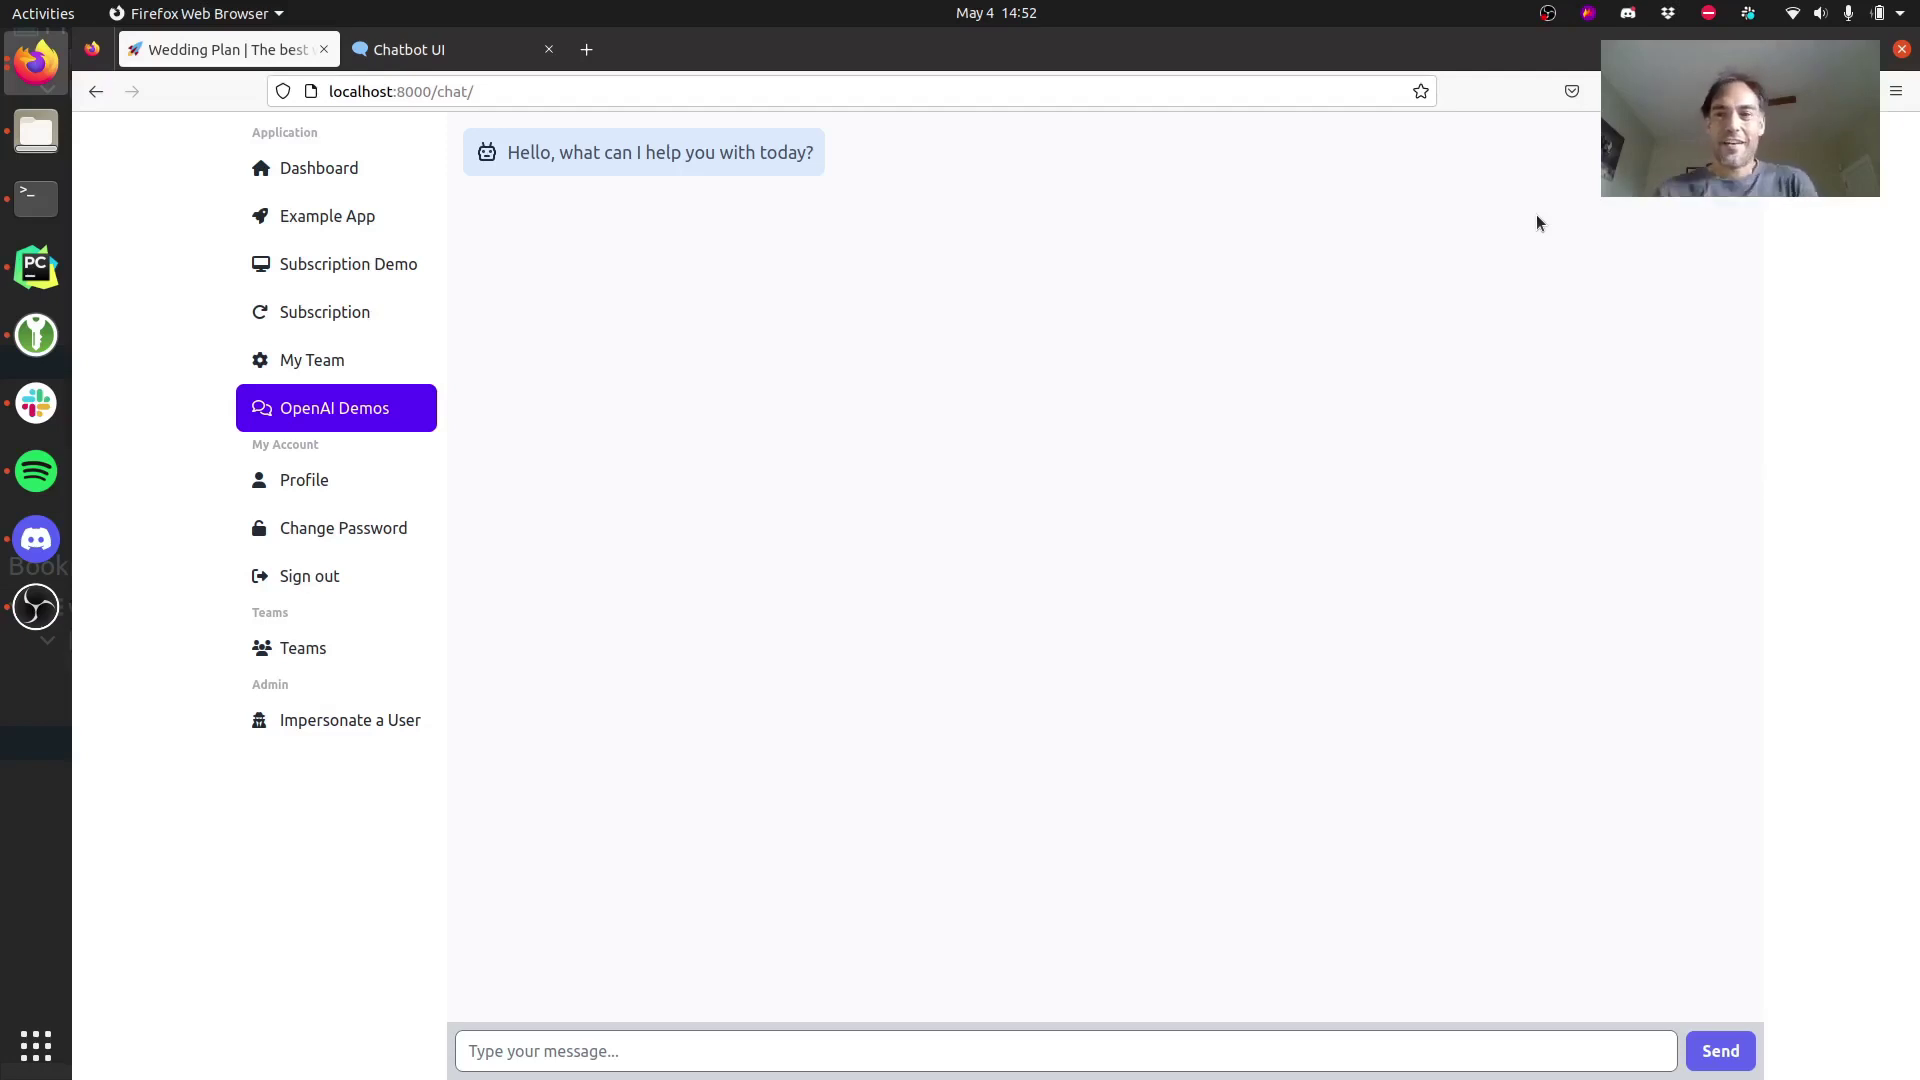 Activities
Firefox Web Browser
May 4 14:52
Wedding Plan | The best
Chatbot UI
localhost:8000/chat/
Application
Dashboard
Example App
Subscription Demo
Subscription
My Team
OpenAI Demos
My Account
Profile
Change Password
Sign out
Teams
Teams
Admin
Impersonate a User
Hello, what can I help you with today?
Type your message...
Send
>_
PC
Book